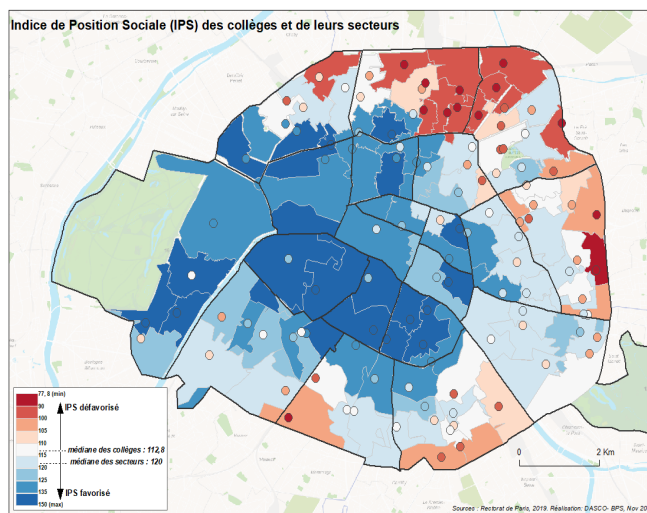 Indice de Position Sociale (IPS) des collèges et de leurs secteurs
77, 8 (min)
90
IPS défavorisé
100
105
110
115
médiane des collèges : 112,8
médiane des secteurs : 120
120
125
135
IPS favorisé
150 (max)
0
2 Km
Sources : Rectorat de Paris, 2019. Réalisation: DASCO- BPS, Nov 20